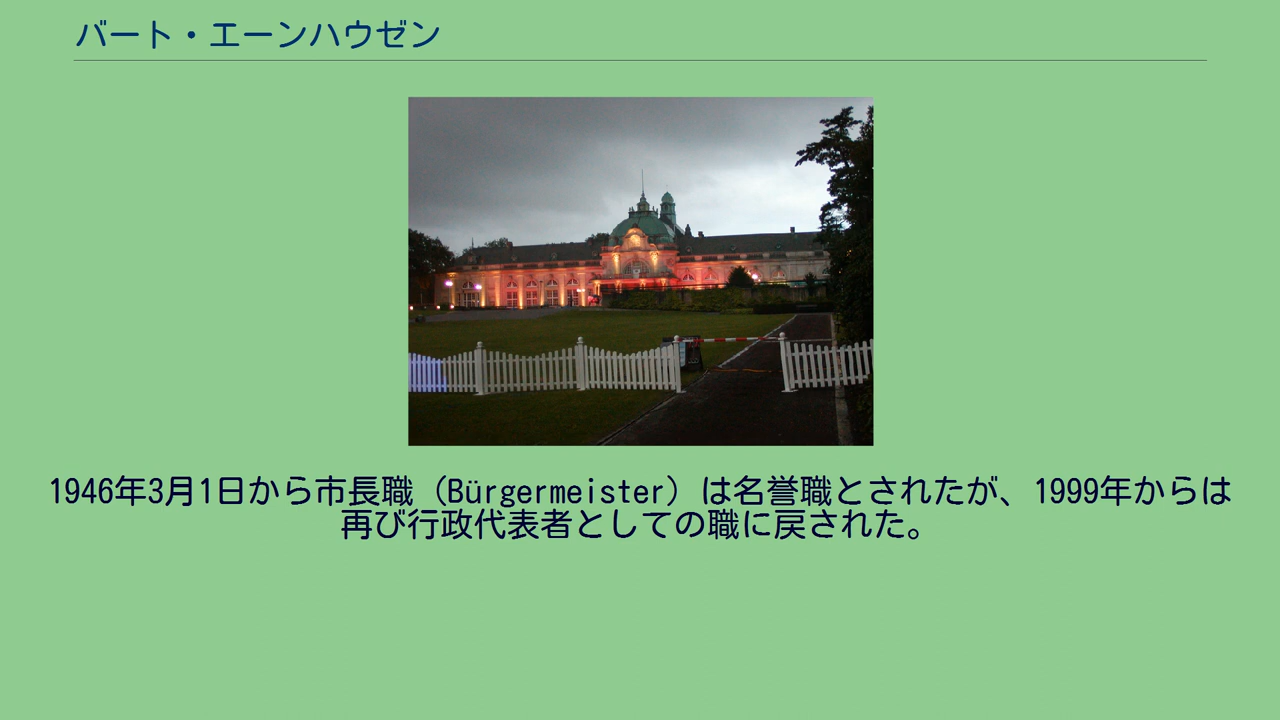 バート・エーンハウゼン
1946年3月1日から市長職（Bürgermeister）は名誉職とされたが、1999年からは
再び行政代表者としての職に戻された。